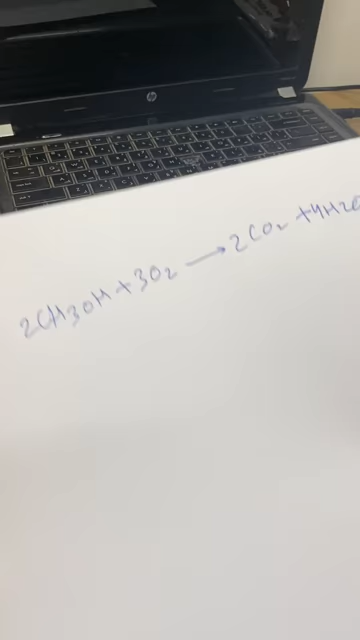 2CH3OH + 3O2 → 2CO2 + 4H2O